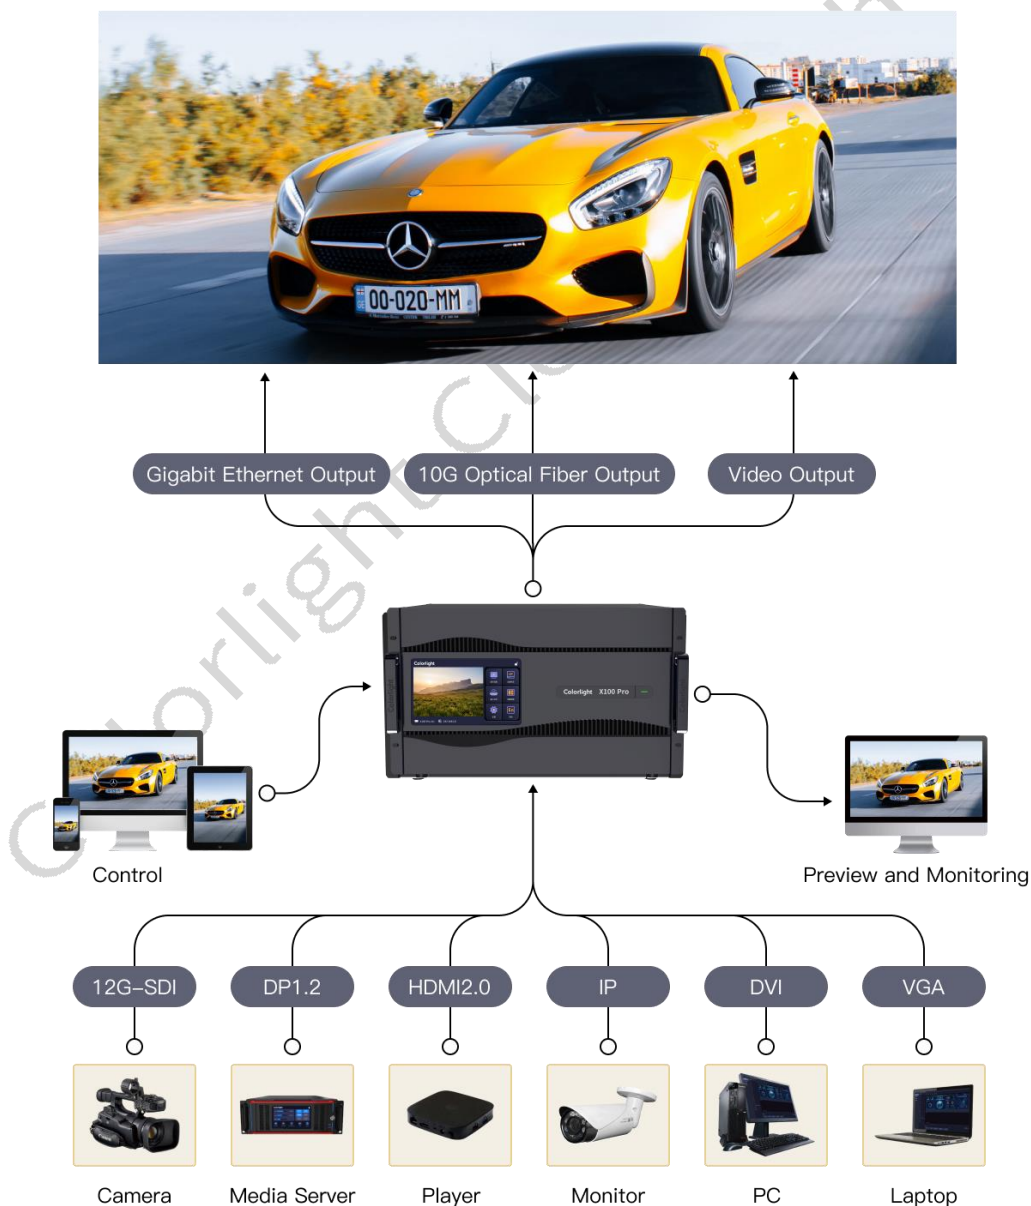 00-020-MM
Gigabit Ethernet Output
10G Optical Fiber Output
Video Output
Colorlight
Colorlight X100 Pro
Control
Preview and Monitoring
12G-SDI
DP1.2
HDMI2.0
IP
DVI
VGA
Camera
Media Server
Player
Monitor
PC
Laptop